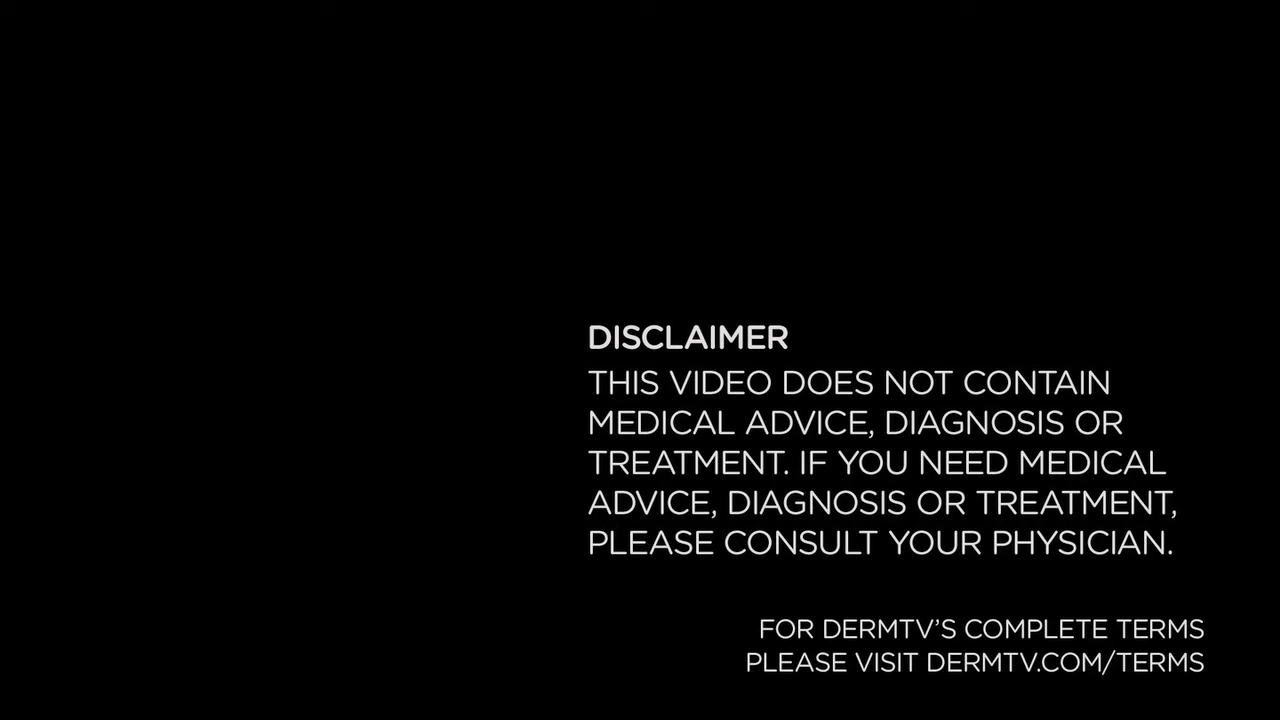 DISCLAIMER
THIS VIDEO DOES NOT CONTAIN
MEDICAL ADVICE, DIAGNOSIS OR
TREATMENT. IF YOU NEED MEDICAL
ADVICE, DIAGNOSIS OR TREATMENT,
PLEASE CONSULT YOUR PHYSICIAN.
FOR DERMTV’S COMPLETE TERMS
PLEASE VISIT DERMTV.COM/TERMS